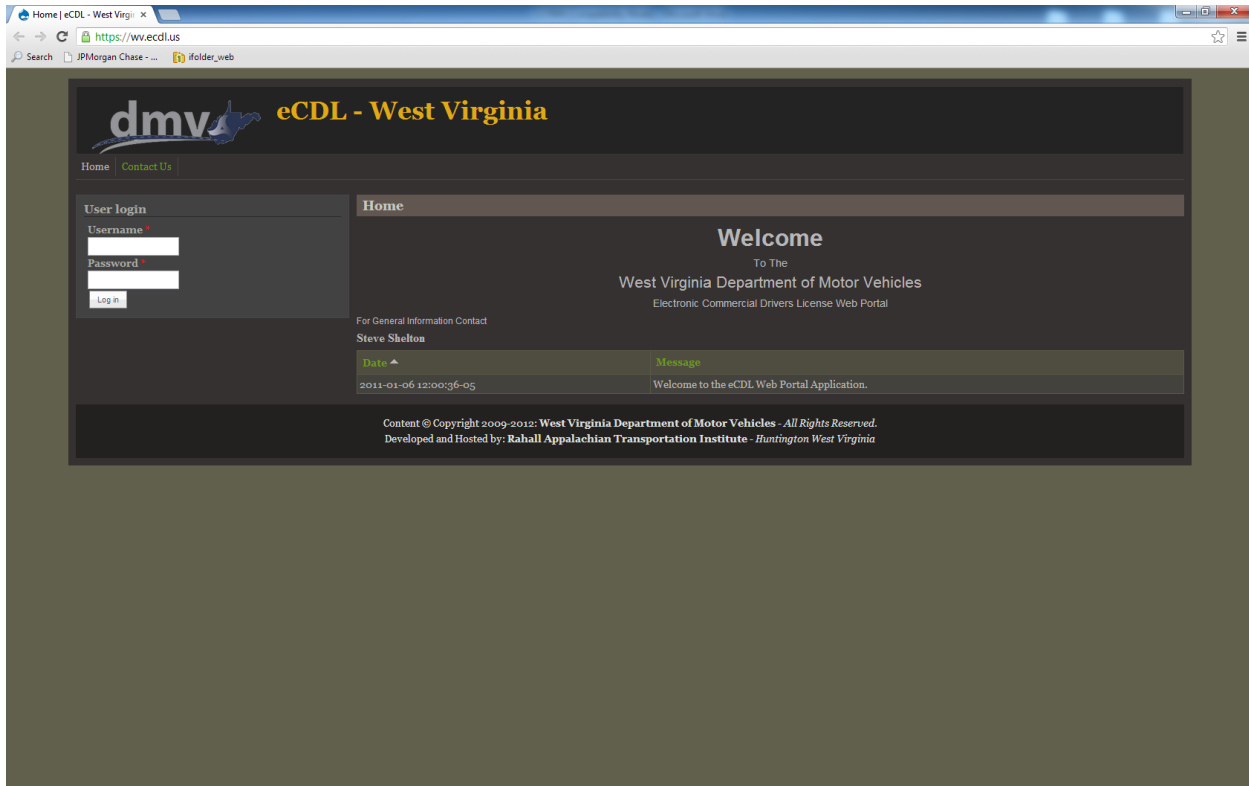 Home | eCDL - West Virgin
https://wv.ecdl.us
Search JPMorgan Chase - ... ifolder_web
dmv
eCDL - West Virginia
Home Contact Us
User login
Username *
Password *
Log in
Home
Welcome
To The
West Virginia Department of Motor Vehicles
Electronic Commercial Drivers License Web Portal
For General Information Contact
Steve Shelton
Date Message
2011-01-06 12:00:36-05 Welcome to the eCDL Web Portal Application.
Content © Copyright 2009-2012: West Virginia Department of Motor Vehicles - All Rights Reserved.
Developed and Hosted by: Rahall Appalachian Transportation Institute - Huntington West Virginia